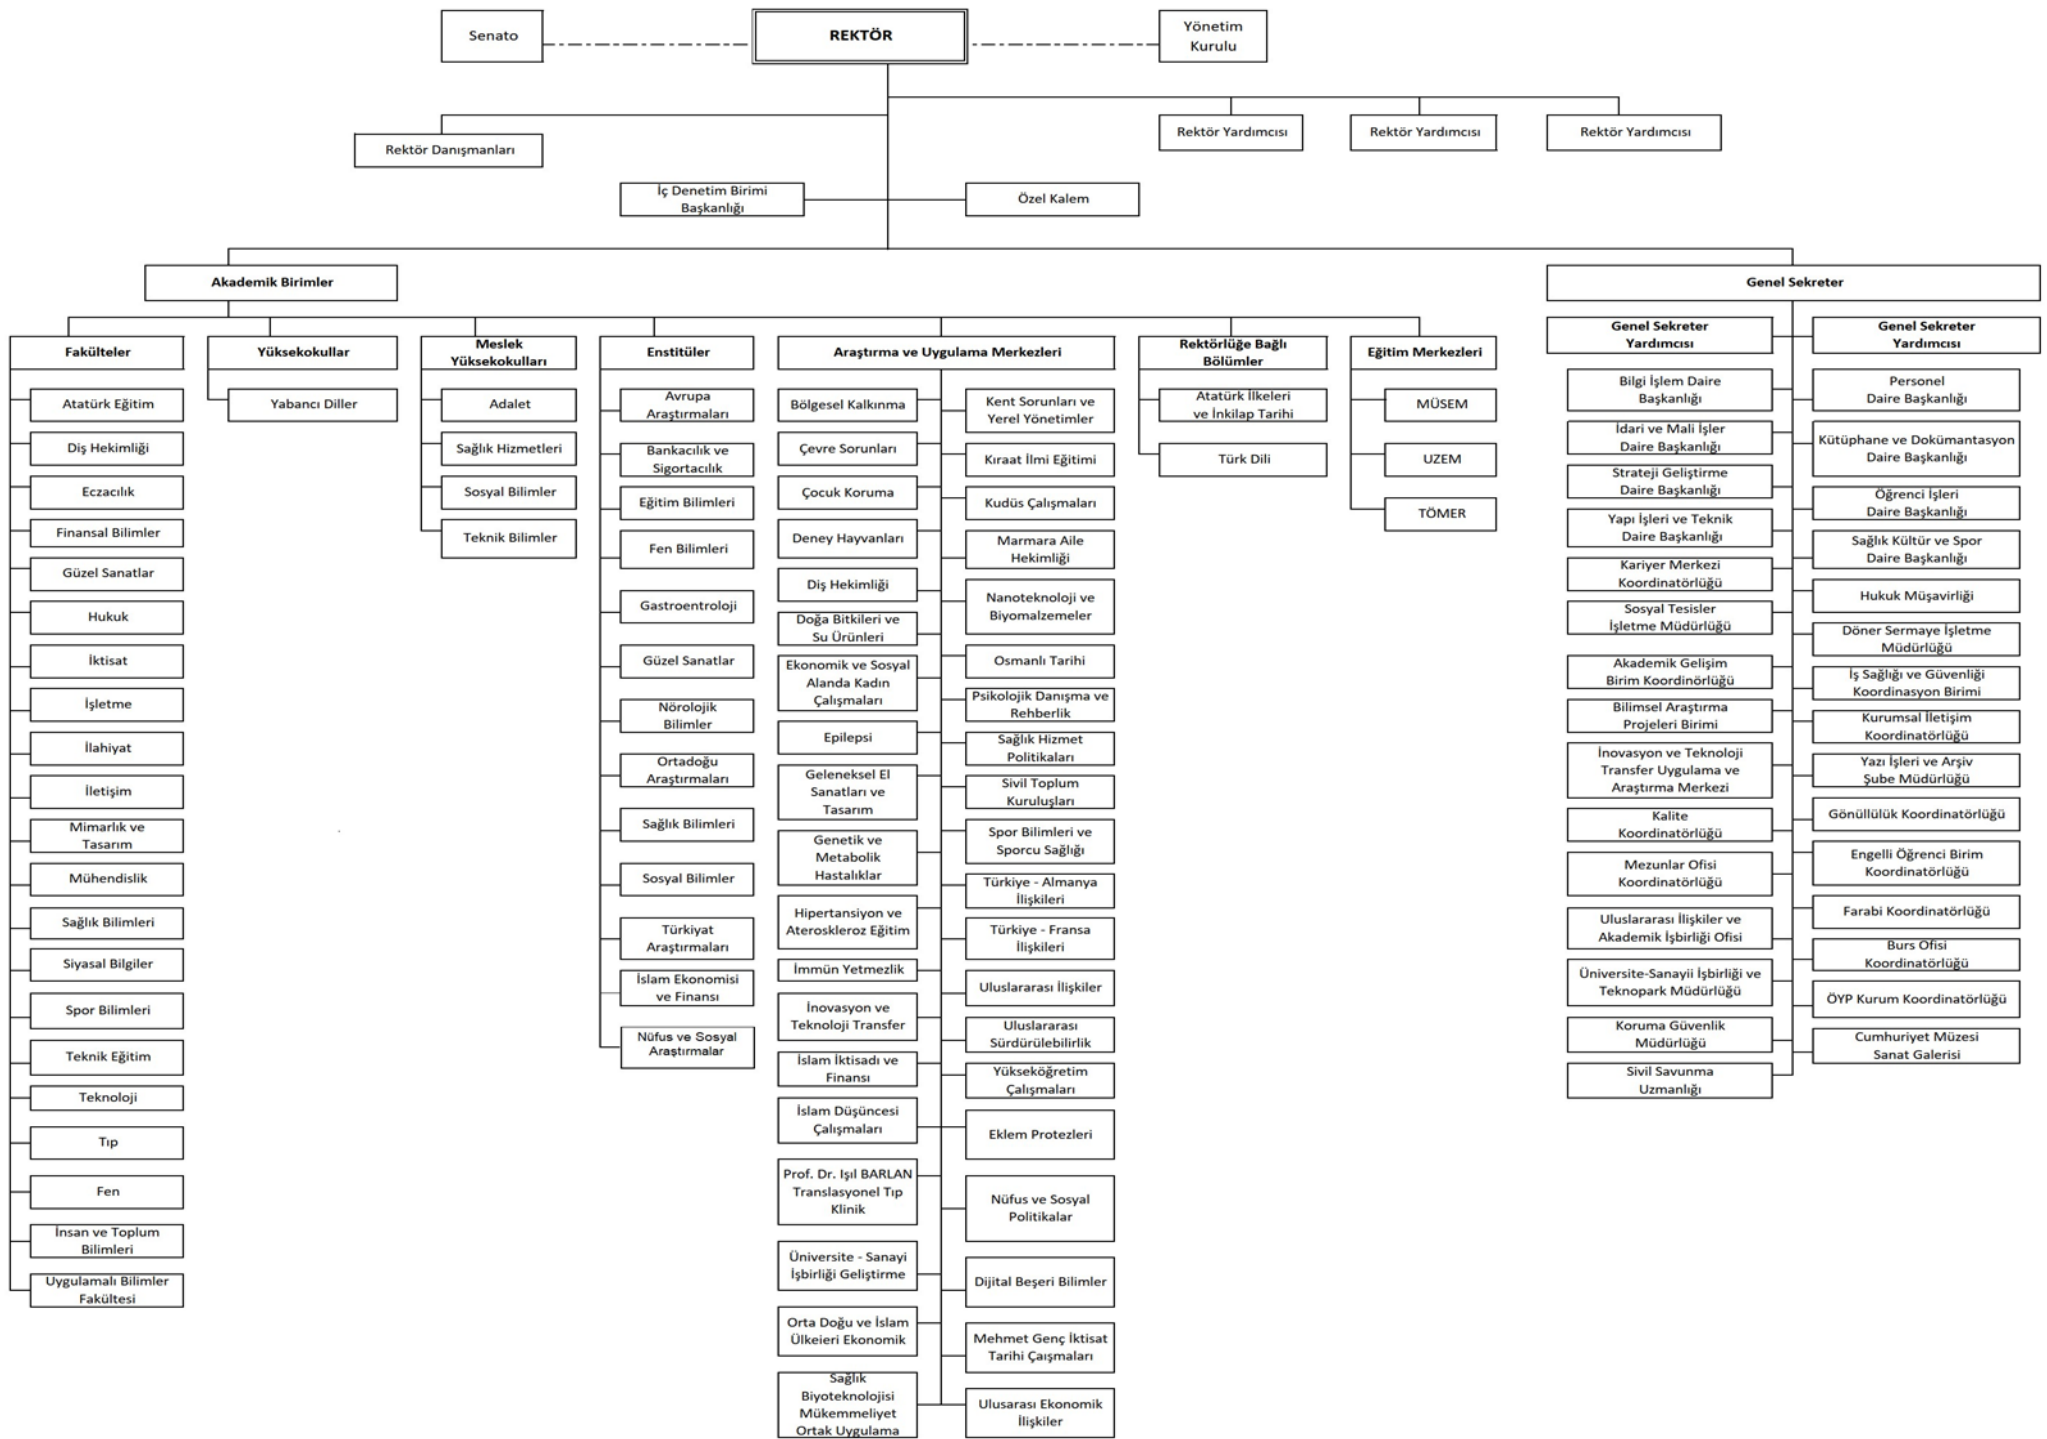 Senato
REKTÖR
Yönetim
Kurulu
Rektör Danışmanları
Rektör Yardımcısı
Rektör Yardımcısı
Rektör Yardımcısı
İç Denetim Birimi
Başkanlığı
Özel Kalem
Akademik Birimler
Genel Sekreter
Fakülteler
Atatürk Eğitim
Diş Hekimliği
Eczacılık
Finansal Bilimler
Güzel Sanatlar
Hukuk
İktisat
İşletme
İlahiyat
İletişim
Mimarlık ve
Tasarım
Mühendislik
Sağlık Bilimleri
Siyasal Bilgiler
Spor Bilimleri
Teknik Eğitim
Teknoloji
Tıp
Fen
İnsan ve Toplum
Bilimleri
Uygulamalı Bilimler
Fakültesi
Yüksekokullar
Yabancı Diller
Meslek
Yüksekokulları
Adalet
Sağlık Hizmetleri
Sosyal Bilimler
Teknik Bilimler
Enstitüler
Avrupa
Araştırmaları
Bankacılık ve
Sigortacılık
Eğitim Bilimleri
Fen Bilimleri
Gastroentroloji
Güzel Sanatlar
Nörolojik
Bilimler
Ortadoğu
Araştırmaları
Sağlık Bilimleri
Sosyal Bilimler
Türkiyat
Araştırmaları
İslam Ekonomisi
ve Finansı
Nüfus ve Sosyal
Araştırmalar
Araştırma ve Uygulama Merkezleri
Bölgesel Kalkınma
Çevre Sorunları
Çocuk Koruma
Deney Hayvanları
Diş Hekimliği
Doğa Bitkileri ve
Su Ürünleri
Ekonomik ve Sosyal
Alanda Kadın
Çalışmaları
Epilepsi
Geleneksel El
Sanatları ve
Tasarım
Genetik ve
Metabolik
Hastalıklar
Hipertansiyon ve
Ateroskleroz Eğitim
İmmün Yetmezlik
İnovasyon ve
Teknoloji Transfer
İslam İktisadı ve
Finansı
İslam Düşüncesi
Çalışmaları
Prof. Dr. Işıl BARLAN
Translasyonel Tıp
Klinik
Üniversite - Sanayi
İşbirliği Geliştirme
Orta Doğu ve İslam
Ülkeieri Ekonomik
Sağlık
Biyoteknolojisi
Mükemmeliyet
Ortak Uygulama
Kent Sorunları ve
Yerel Yönetimler
Kıraat İlmi Eğitimi
Kudüs Çalışmaları
Marmara Aile
Hekimliği
Nanoteknoloji ve
Biyomalzemeler
Osmanlı Tarihi
Psikolojik Danışma ve
Rehberlik
Sağlık Hizmet
Politikaları
Sivil Toplum
Kuruluşları
Spor Bilimleri ve
Sporcu Sağlığı
Türkiye - Almanya
İlişkileri
Türkiye - Fransa
İlişkileri
Uluslararası İlişkiler
Uluslararası
Sürdürülebilirlik
Yükseköğretim
Çalışmaları
Eklem Protezleri
Nüfus ve Sosyal
Politikalar
Dijital Beşeri Bilimler
Mehmet Genç İktisat
Tarihi Çaışmaları
Ulusarası Ekonomik
İlişkiler
Rektörlüğe Bağlı
Bölümler
Atatürk İlkeleri
ve İnkilap Tarihi
Türk Dili
Eğitim Merkezleri
MÜSEM
UZEM
TÖMER
Genel Sekreter
Yardımcısı
Bilgi İşlem Daire
Başkanlığı
İdari ve Mali İşler
Daire Başkanlığı
Strateji Geliştirme
Daire Başkanlığı
Yapı İşleri ve Teknik
Daire Başkanlığı
Kariyer Merkezi
Koordinatörlüğü
Sosyal Tesisler
İşletme Müdürlüğü
Akademik Gelişim
Birim Koordinörlüğü
Bilimsel Araştırma
Projeleri Birimi
İnovasyon ve Teknoloji
Transfer Uygulama ve
Araştırma Merkezi
Kalite
Koordinatörlüğü
Mezunlar Ofisi
Koordinatörlüğü
Uluslararası İlişkiler ve
Akademik İşbirliği Ofisi
Üniversite-Sanayii İşbirliği ve
Teknopark Müdürlüğü
Koruma Güvenlik
Müdürlüğü
Sivil Savunma
Uzmanlığı
Genel Sekreter
Yardımcısı
Personel
Daire Başkanlığı
Kütüphane ve Dokümantasyon
Daire Başkanlığı
Öğrenci İşleri
Daire Başkanlığı
Sağlık Kültür ve Spor
Daire Başkanlığı
Hukuk Müşavirliği
Döner Sermaye İşletme
Müdürlüğü
İş Sağlığı ve Güvenliği
Koordinasyon Birimi
Kurumsal İletişim
Koordinatörlüğü
Yazı İşleri ve Arşiv
Şube Müdürlüğü
Gönüllülük Koordinatörlüğü
Engelli Öğrenci Birim
Koordinatörlüğü
Farabi Koordinatörlüğü
Burs Ofisi
Koordinatörlüğü
ÖYP Kurum Koordinatörlüğü
Cumhuriyet Müzesi
Sanat Galerisi